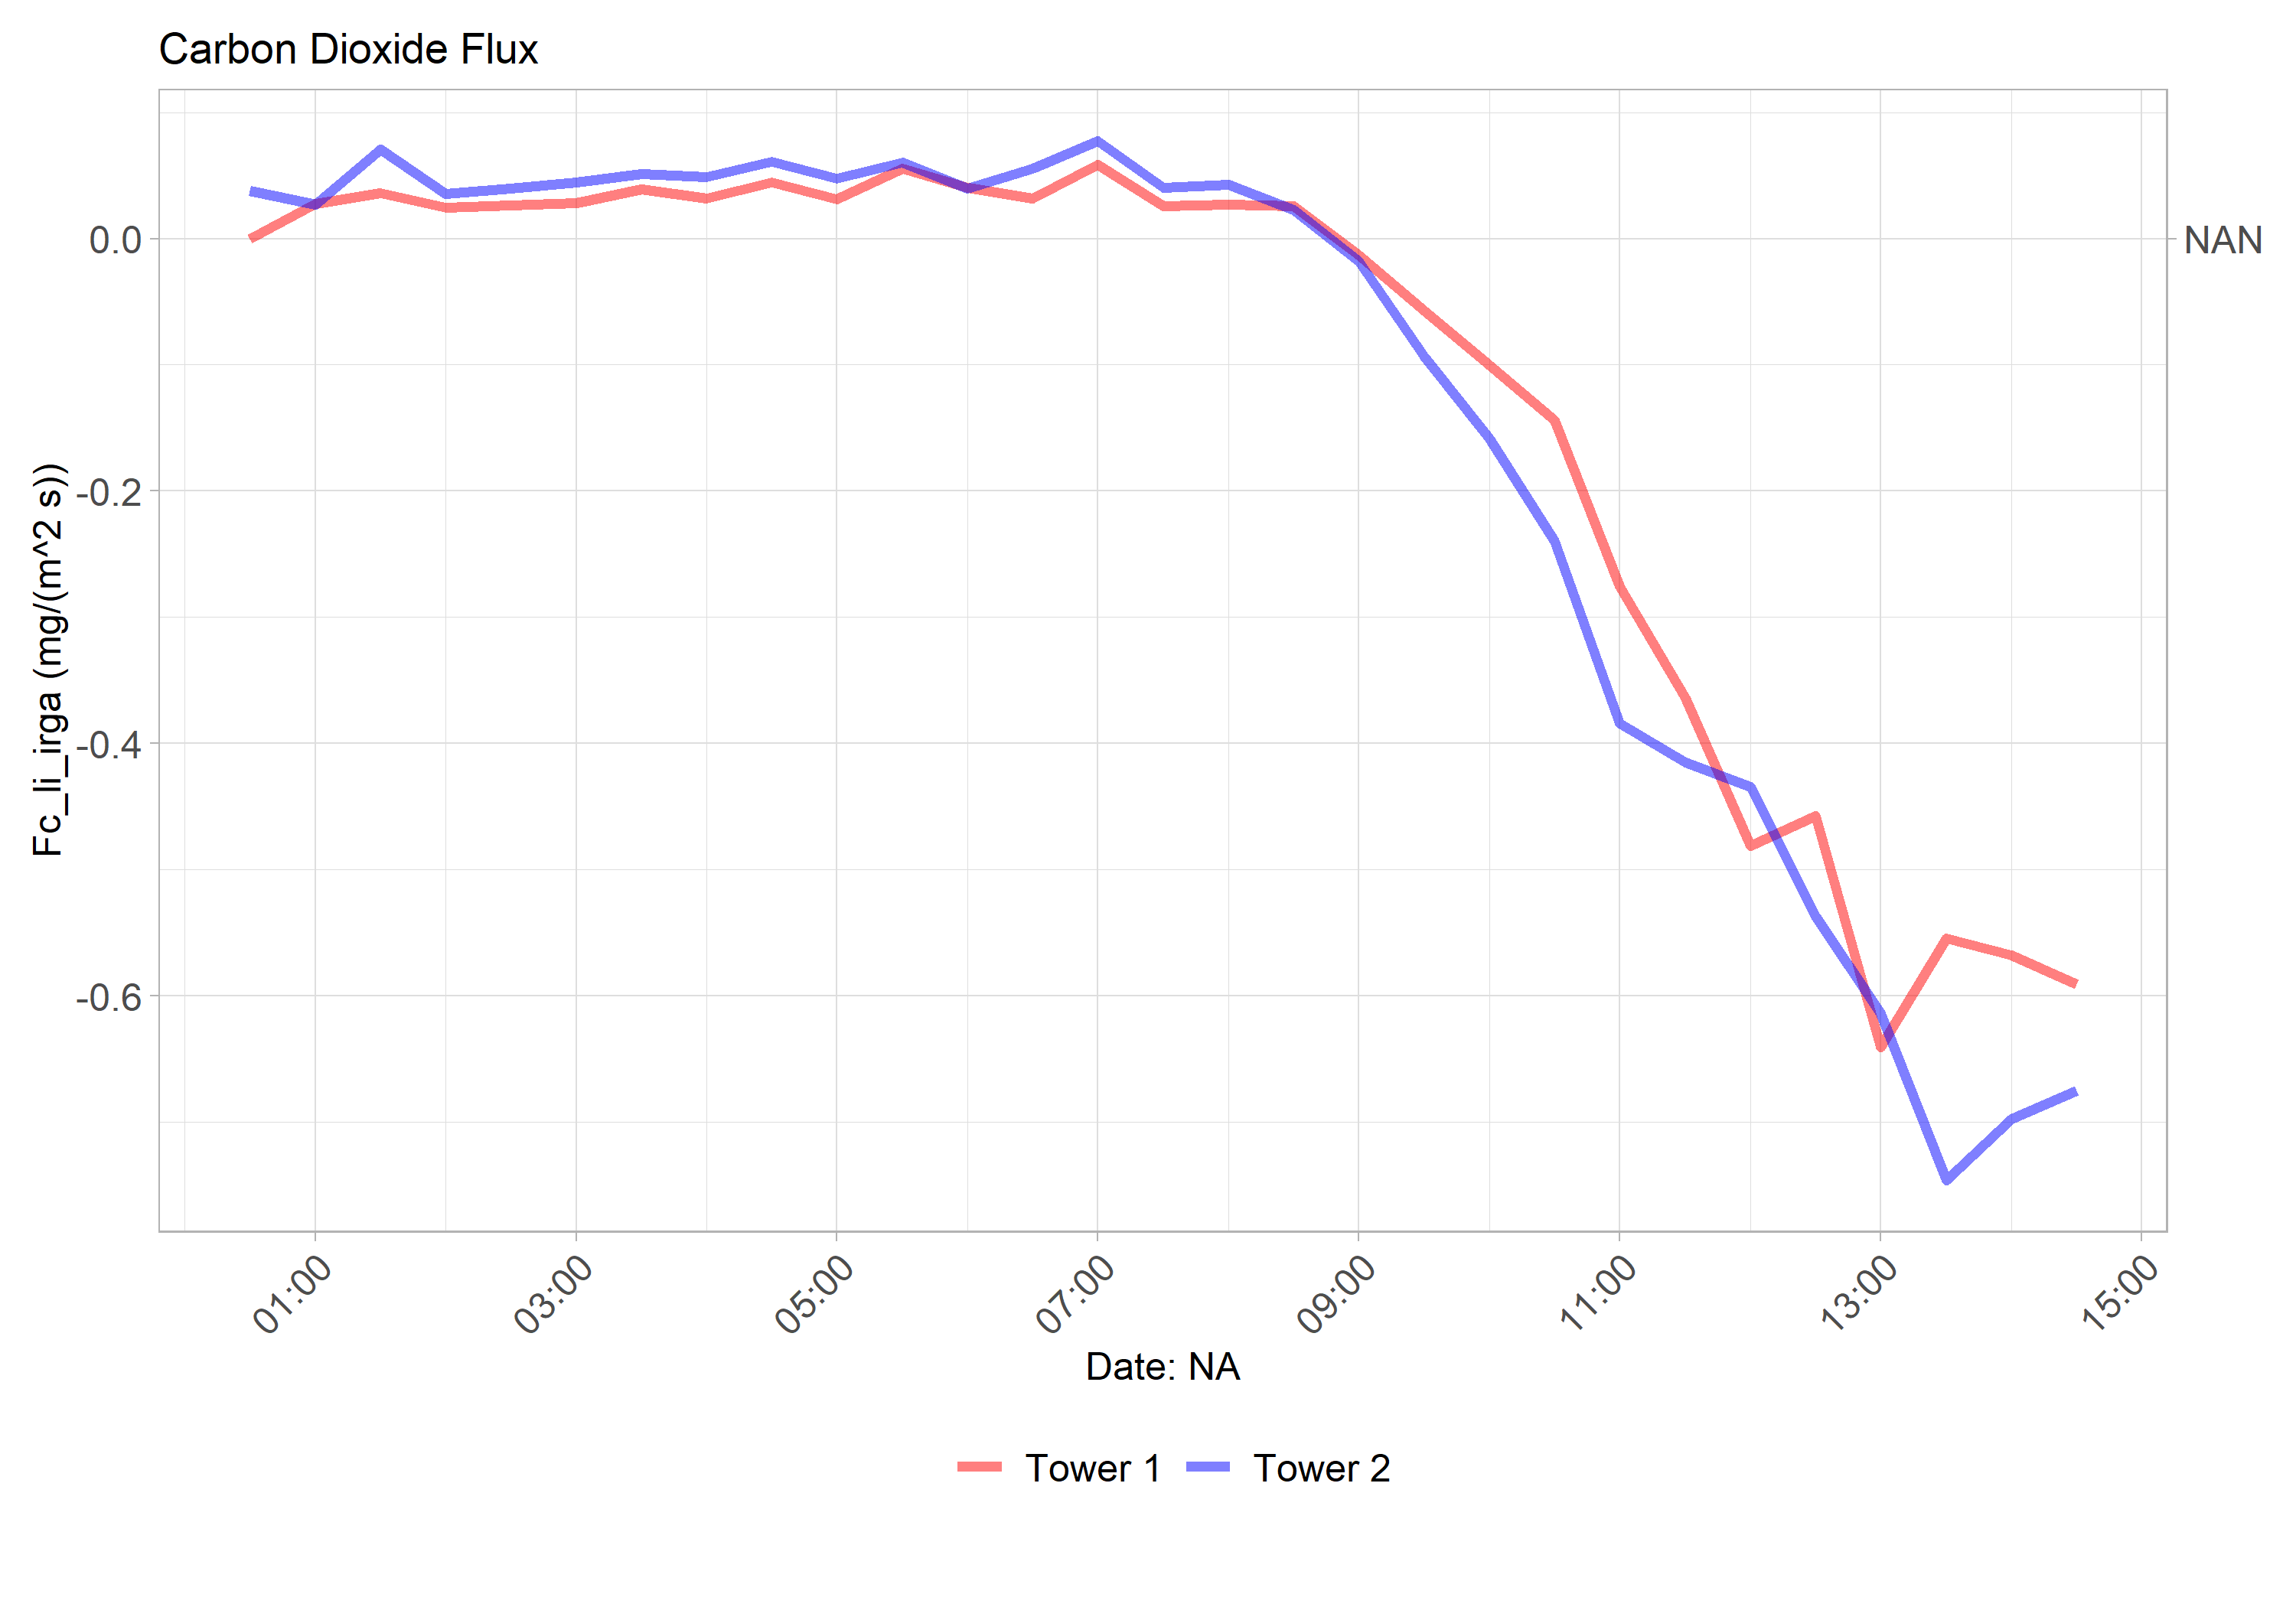 Carbon Dioxide Flux
Fc_li_irga (mg/(m^2 s))
0.0
-0.2
-0.4
-0.6
NAN
01:00
03:00
05:00
07:00
09:00
11:00
13:00
15:00
Date: NA
Tower 1
Tower 2